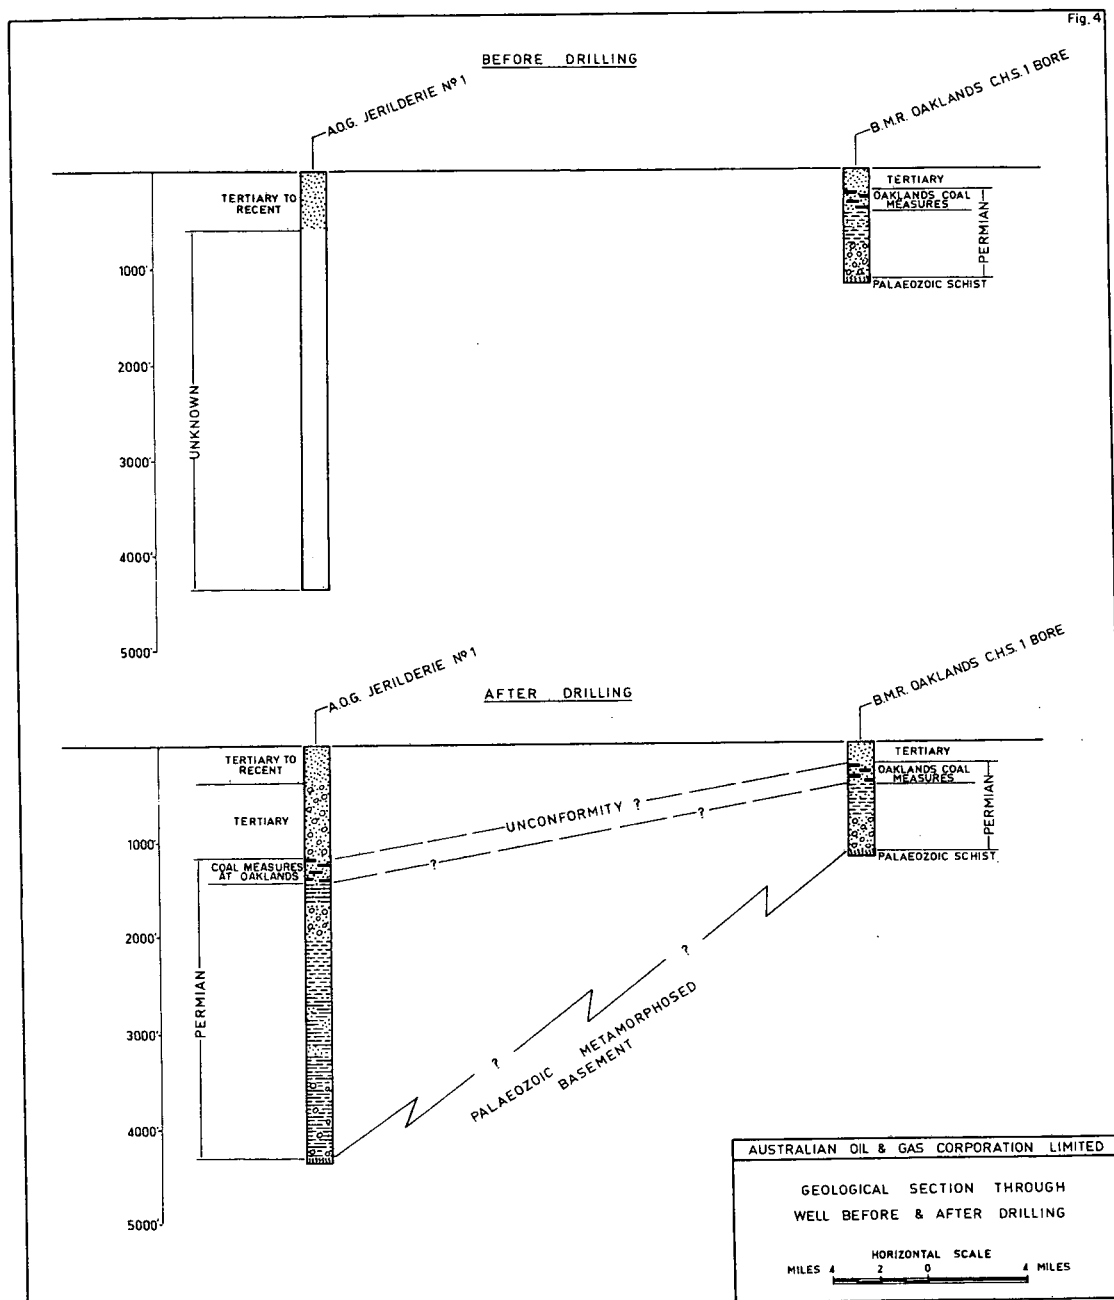 Fig. 4
BEFORE DRILLING
A.O.G. JERILDERIE Nº 1
B.M.R. OAKLANDS C.H.S. 1 BORE
TERTIARY TO
RECENT
UNKNOWN
1000'
2000'
3000'
4000'
5000'
TERTIARY
OAKLANDS COAL
MEASURES
PERMIAN
PALAEOZOIC SCHIST
AFTER DRILLING
A.O.G. JERILDERIE Nº 1
B.M.R. OAKLANDS C.H.S. 1 BORE
TERTIARY TO
RECENT
TERTIARY
COAL MEASURES
AT OAKLANDS
PERMIAN
1000'
2000'
3000'
4000'
5000'
UNCONFORMITY ?
? ?
? ?
PALAEOZOIC METAMORPHOSED
BASEMENT
TERTIARY
OAKLANDS COAL
MEASURES
PERMIAN
PALAEOZOIC SCHIST
AUSTRALIAN OIL & GAS CORPORATION LIMITED
GEOLOGICAL SECTION THROUGH
WELL BEFORE & AFTER DRILLING
HORIZONTAL SCALE
MILES 4 2 0 4 MILES